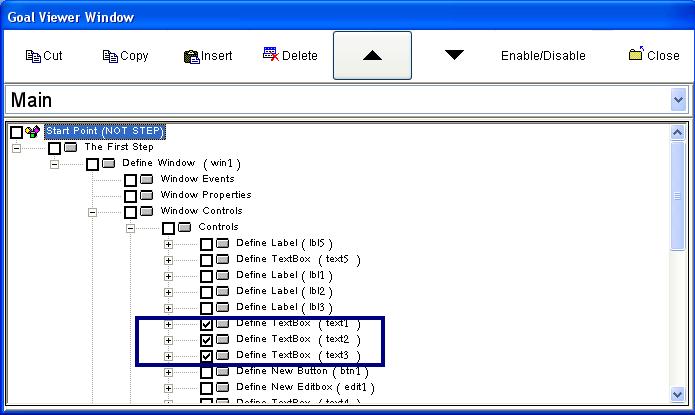 Goal Viewer Window
Cut Copy Insert Delete Enable/Disable Close
Main
Start Point (NOT STEP)
The First Step
Define Window ( win1 )
Window Events
Window Properties
Window Controls
Controls
Define Label ( lbl5 )
Define TextBox ( text5 )
Define Label ( lbl1 )
Define Label ( lbl2 )
Define Label ( lbl3 )
Define TextBox ( text1 )
Define TextBox ( text2 )
Define TextBox ( text3 )
Define New Button ( btn1 )
Define New Editbox ( edit1 )
Define TextBox ( text4 )